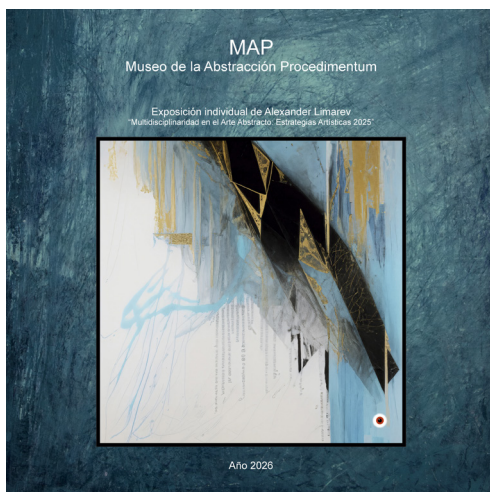 MAP
Museo de la Abstracción Procedimentum
Exposición individual de Alexander Limarev
"Multidisciplinaridad en el Arte Abstracto: Estrategias Artísticas 2025"
Año 2026